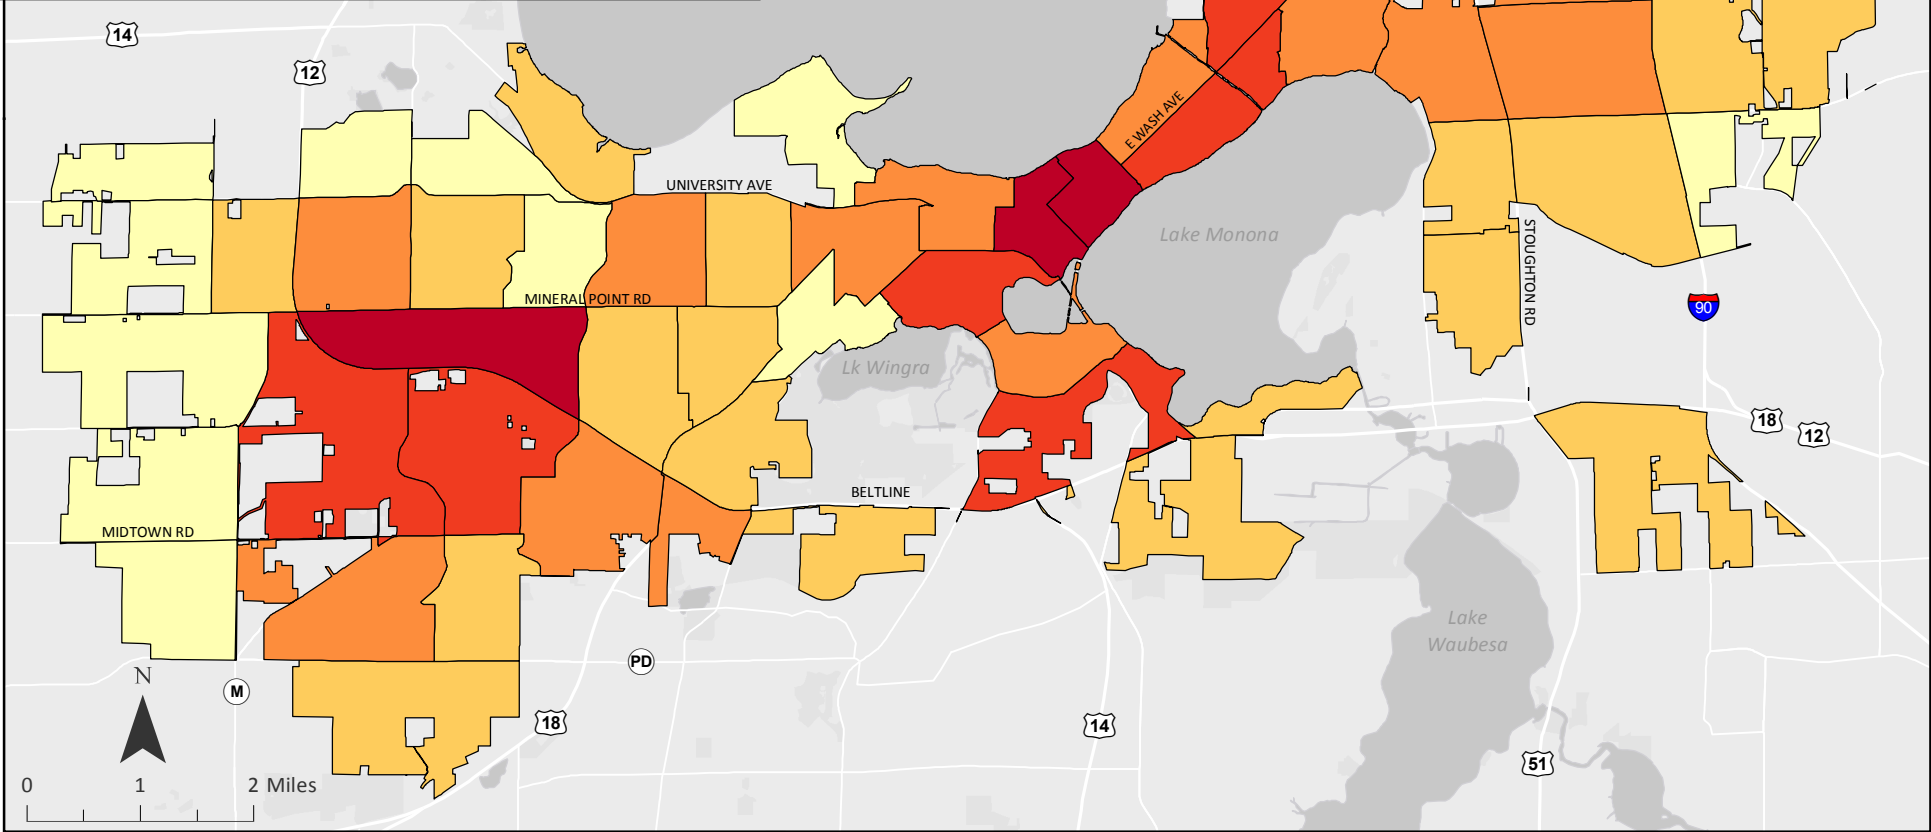 14
12
E WASH AVE
UNIVERSITY AVE
Lake Monona
STOUGHTON RD
MINERAL POINT RD
90
Lk Wingra
18
12
BELTLINE
MIDTOWN RD
Lake
Waubesa
PD
N
M
18
14
51
0 1 2 Miles